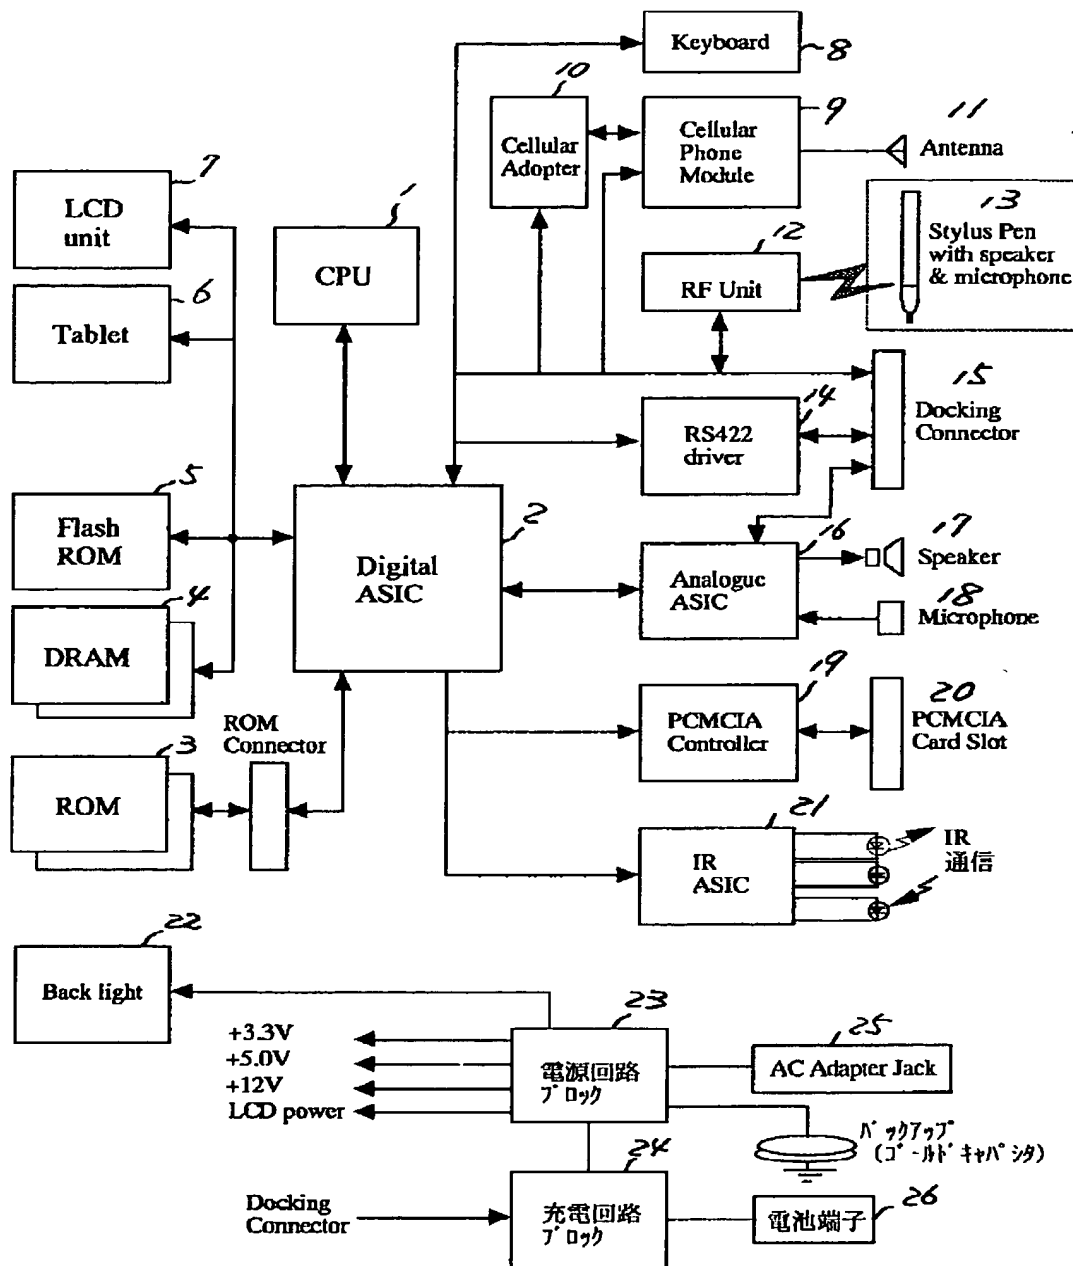 Keyboard
8
10
Cellular
Adopter
9
Cellular
Phone
Module
11
Antenna
7
LCD
unit
1
CPU
12
RF Unit
13
Stylus Pen
with speaker
& microphone
6
Tablet
14
RS422
driver
15
Docking
Connector
5
Flash
ROM
2
Digital
ASIC
16
Analogue
ASIC
17
Speaker
18
Microphone
4
DRAM
ROM
Connector
3
ROM
19
PCMCIA
Controller
20
PCMCIA
Card Slot
21
IR
ASIC
IR
通信
22
Back light
+3.3V
+5.0V
+12V
LCD power
23
電源回路
ブロック
25
AC Adapter Jack
バックアップ
(ゴールドキャパシタ)
24
Docking
Connector
充電回路
ブロック
26
電池端子